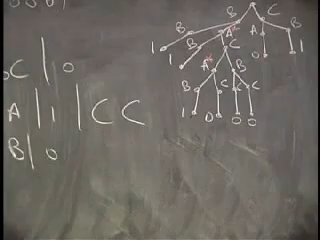 C | 0
A | 1 | C C
B | 0
B C
B A A B
1 B C
1 0 1
A B
B C C C
1 0 0 0